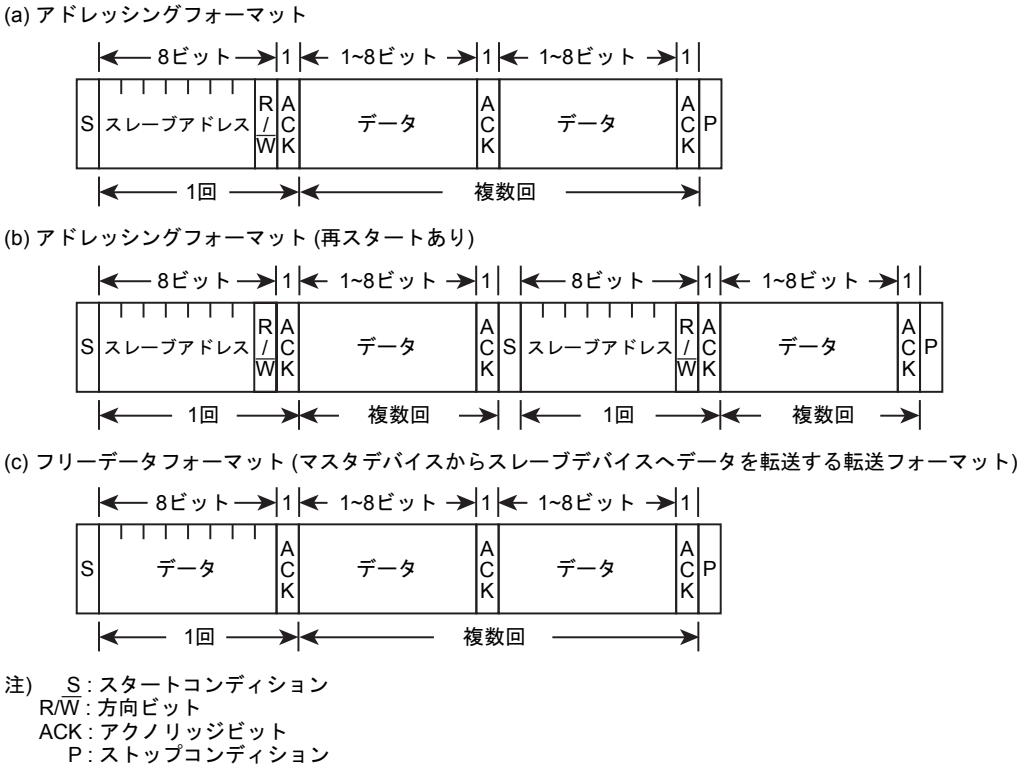 (a) アドレッシングフォーマット
8ビット 1 1~8ビット 1 1~8ビット 1
S スレーブアドレス R/W̅ ACK データ ACK データ ACK P
1回 複数回
(b) アドレッシングフォーマット (再スタートあり)
8ビット 1 1~8ビット 1 8ビット 1 1~8ビット 1
S スレーブアドレス R/W̅ ACK データ ACK S スレーブアドレス R/W̅ ACK データ ACK P
1回 複数回 1回 複数回
(c) フリーデータフォーマット (マスタデバイスからスレーブデバイスへデータを転送する転送フォーマット)
8ビット 1 1~8ビット 1 1~8ビット 1
S データ ACK データ ACK データ ACK P
1回 複数回
注) S : スタートコンディション
R/W̅ : 方向ビット
ACK : アクノリッジビット
P : ストップコンディション